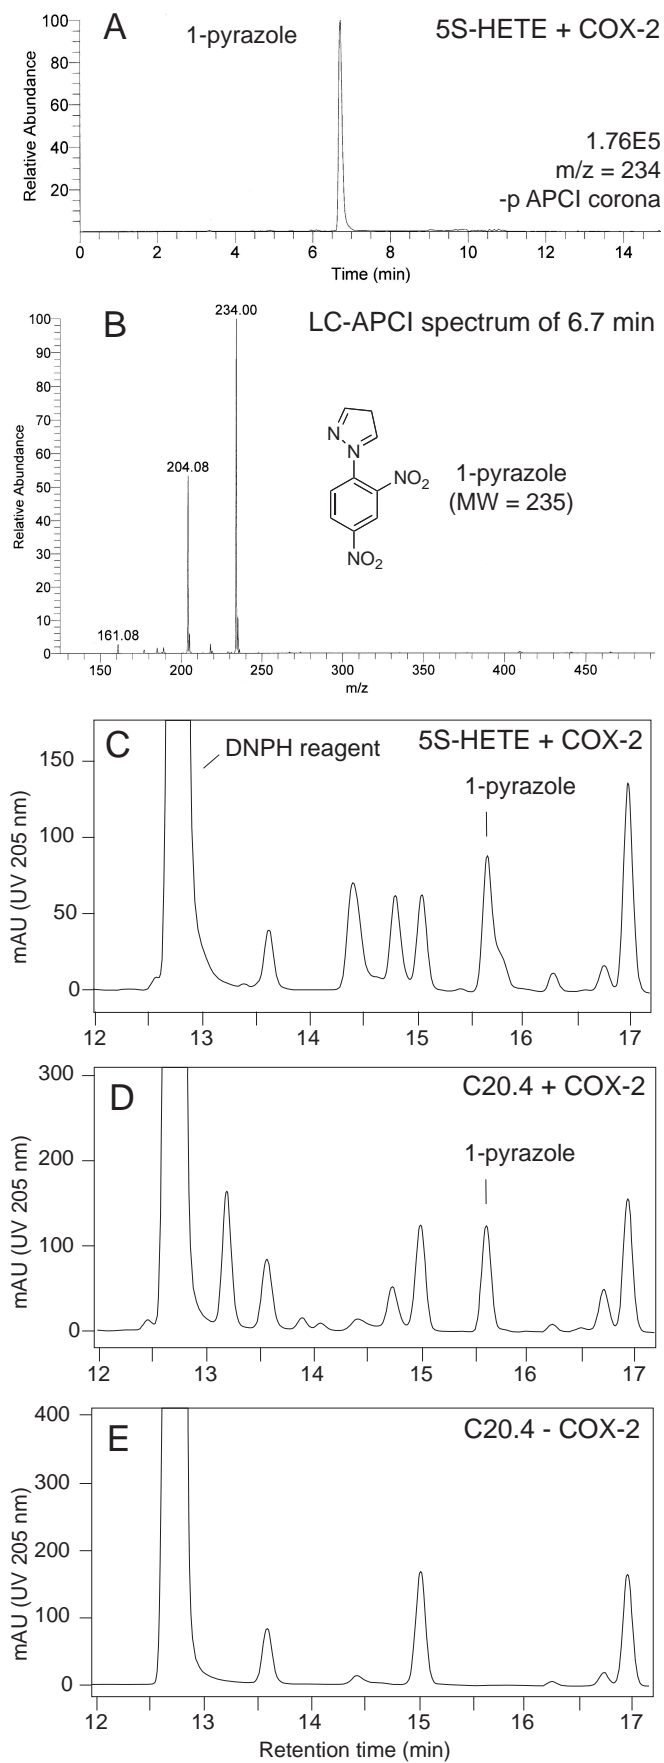 A
1-pyrazole
5S-HETE + COX-2
Relative Abundance
100
80
60
40
20
1.76E5
m/z = 234
-p APCI corona
0 2 4 6 8 10 12 14
Time (min)
B
LC-APCI spectrum of 6.7 min
Relative Abundance
100
90
80
70
60
50
40
30
20
10
0
234.00
204.08
161.08
N
N
NO2
NO2
1-pyrazole
(MW = 235)
150 200 250 300 350 400 450
m/z
C
DNPH reagent
5S-HETE + COX-2
1-pyrazole
mAU (UV 205 nm)
150
100
50
0
12 13 14 15 16 17
D
C20.4 + COX-2
1-pyrazole
mAU (UV 205 nm)
300
200
100
0
12 13 14 15 16 17
E
C20.4 - COX-2
mAU (UV 205 nm)
400
300
200
100
0
12 13 14 15 16 17
Retention time (min)